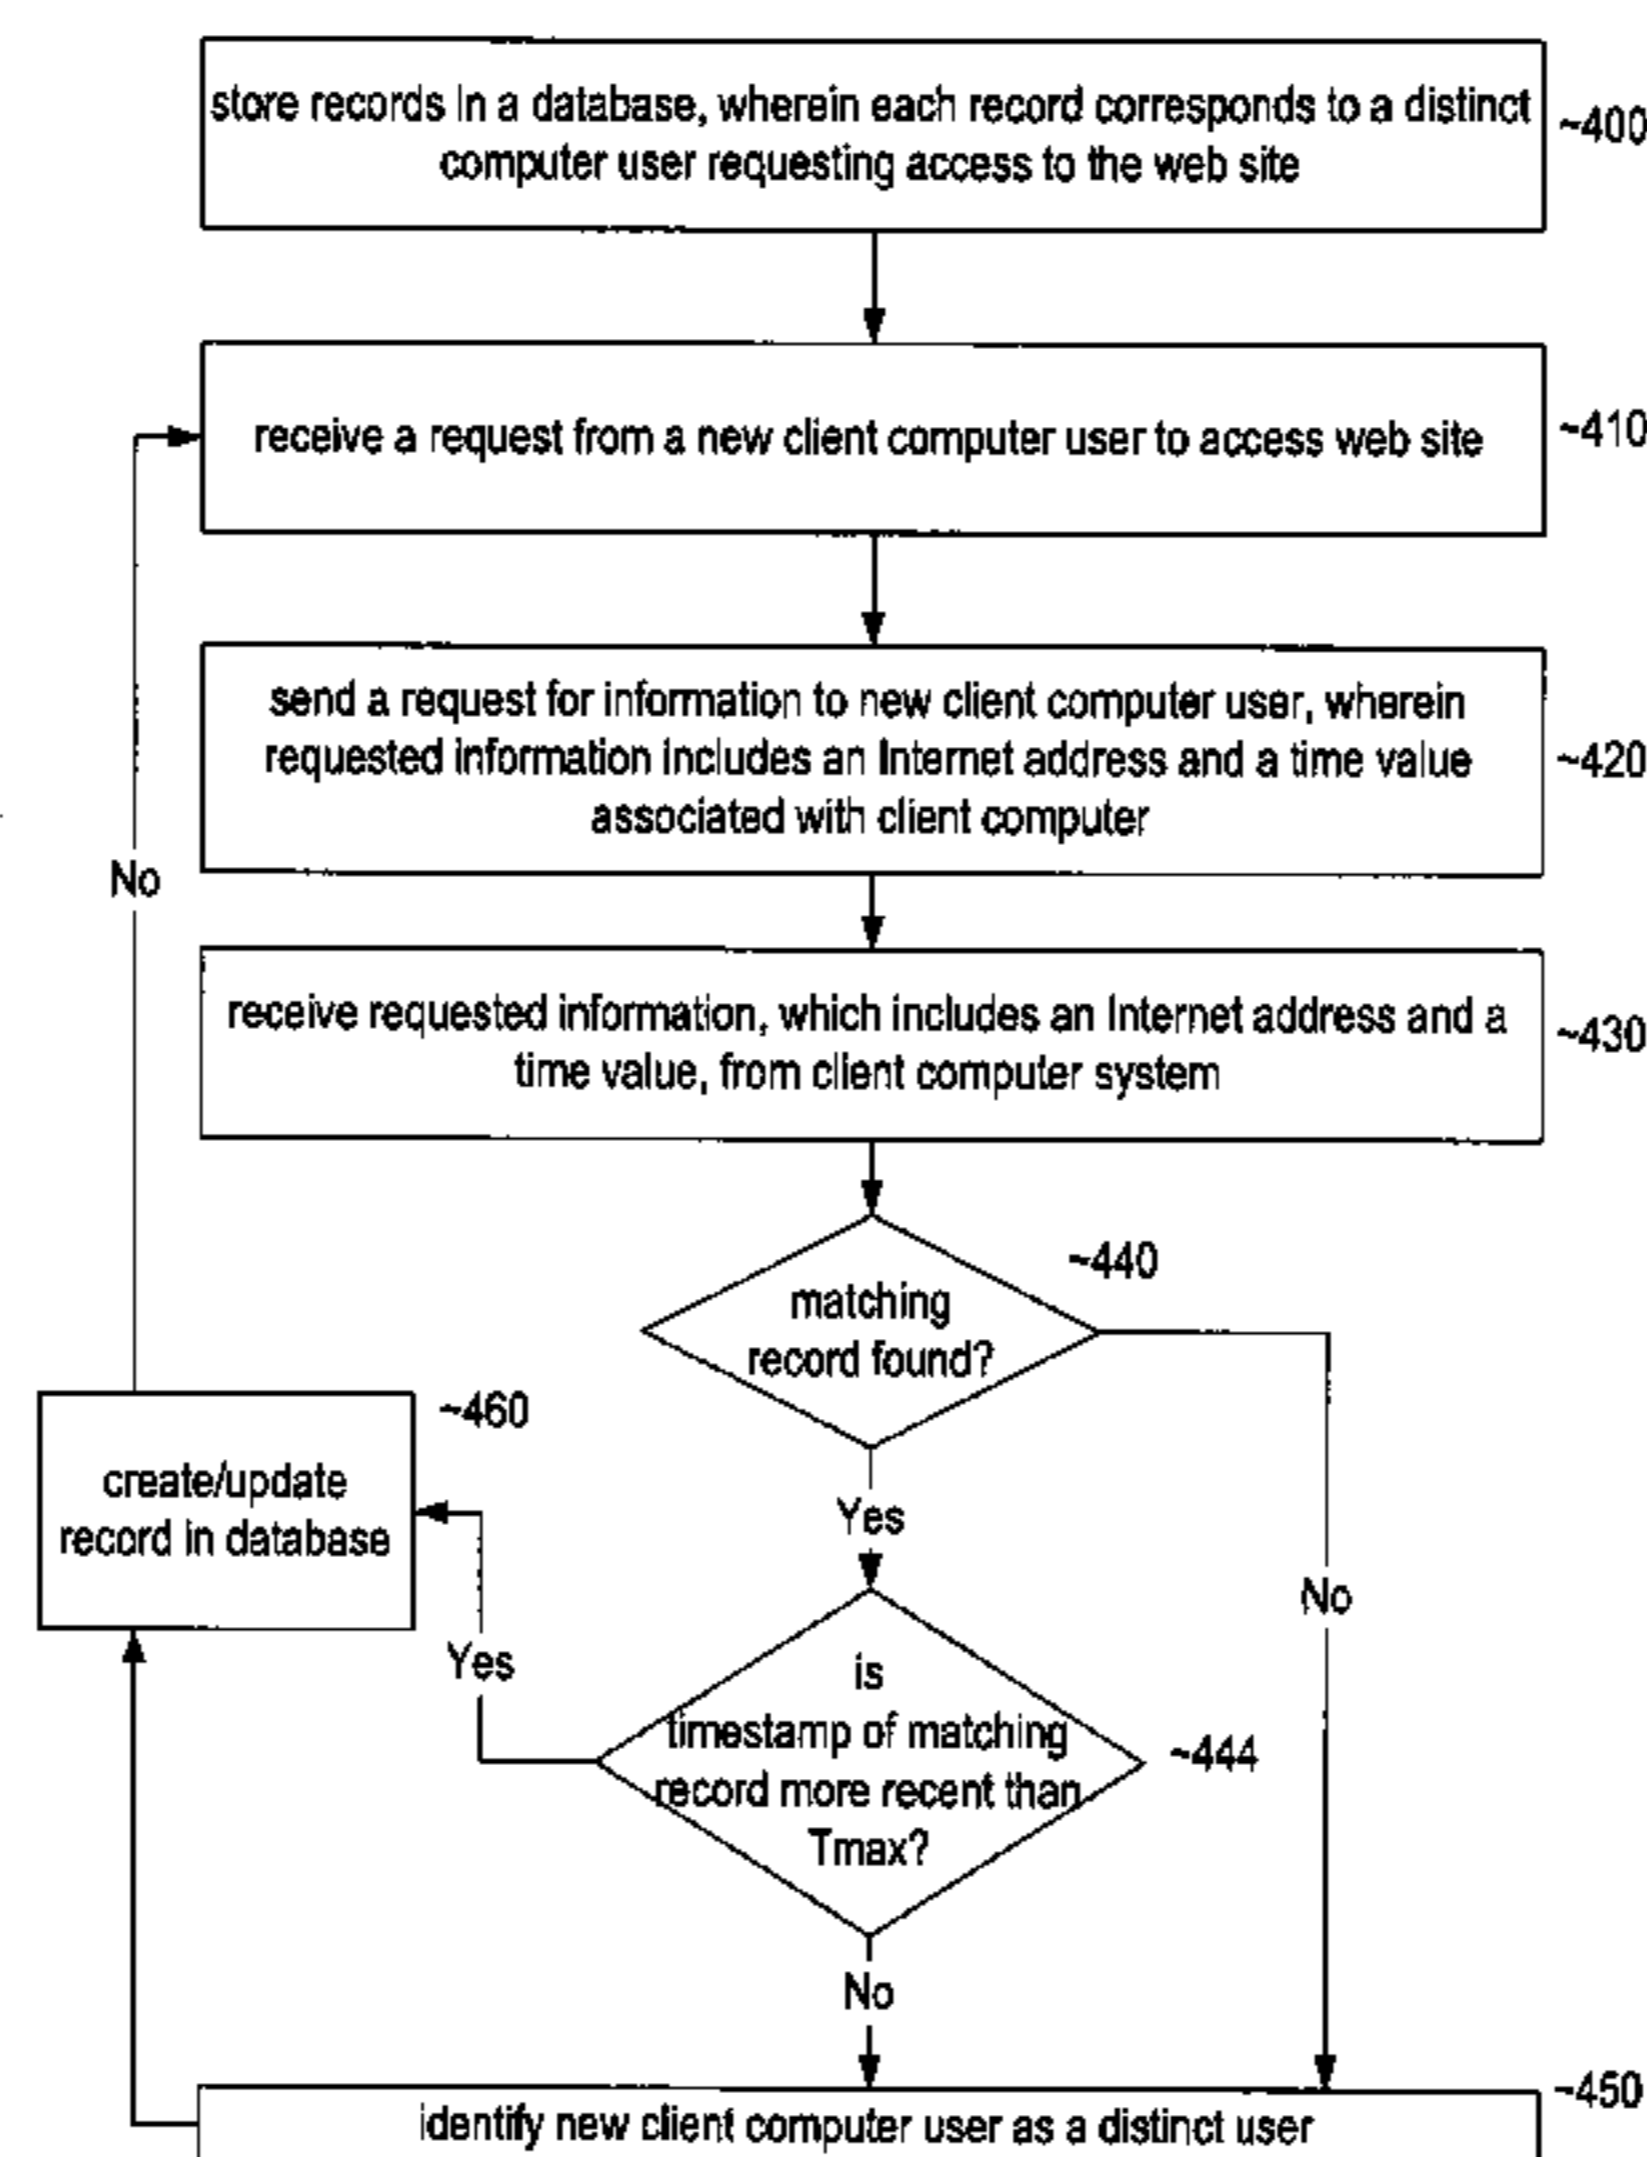 store records in a database, wherein each record corresponds to a distinct
computer user requesting access to the web site
~400
receive a request from a new client computer user to access web site
~410
send a request for information to new client computer user, wherein
requested information includes an Internet address and a time value
associated with client computer
~420
No
receive requested information, which includes an Internet address and a
time value, from client computer system
~430
matching
record found?
~440
~460
create/update
record in database
Yes
No
Yes
is
timestamp of matching
record more recent than
Tmax?
~444
No
~450
identify new client computer user as a distinct user